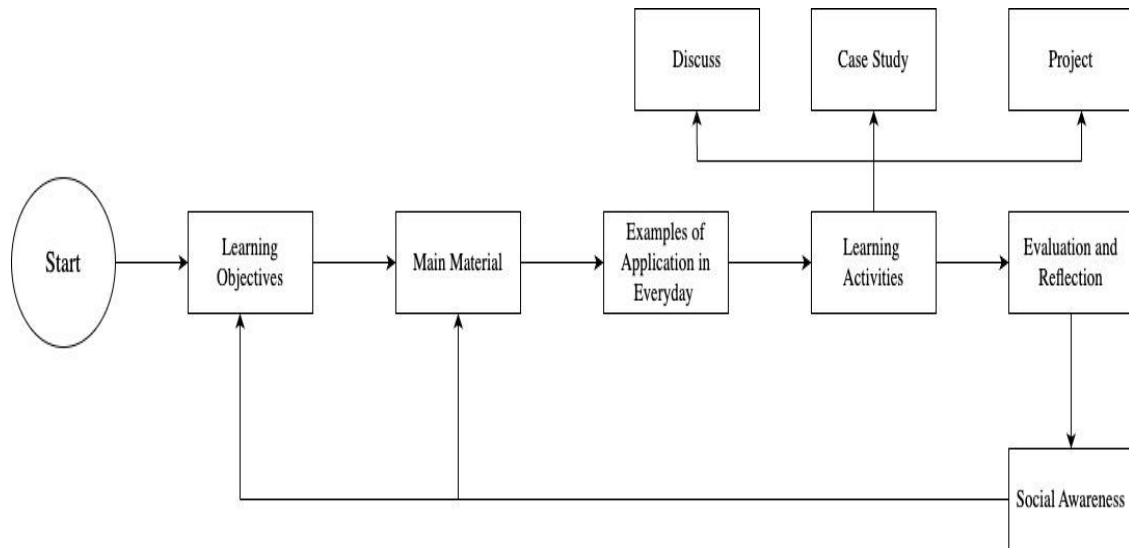 Discuss
Case Study
Project
Start
Learning
Objectives
Main Material
Examples of
Application in
Everyday
Learning
Activities
Evaluation and
Reflection
Social Awareness